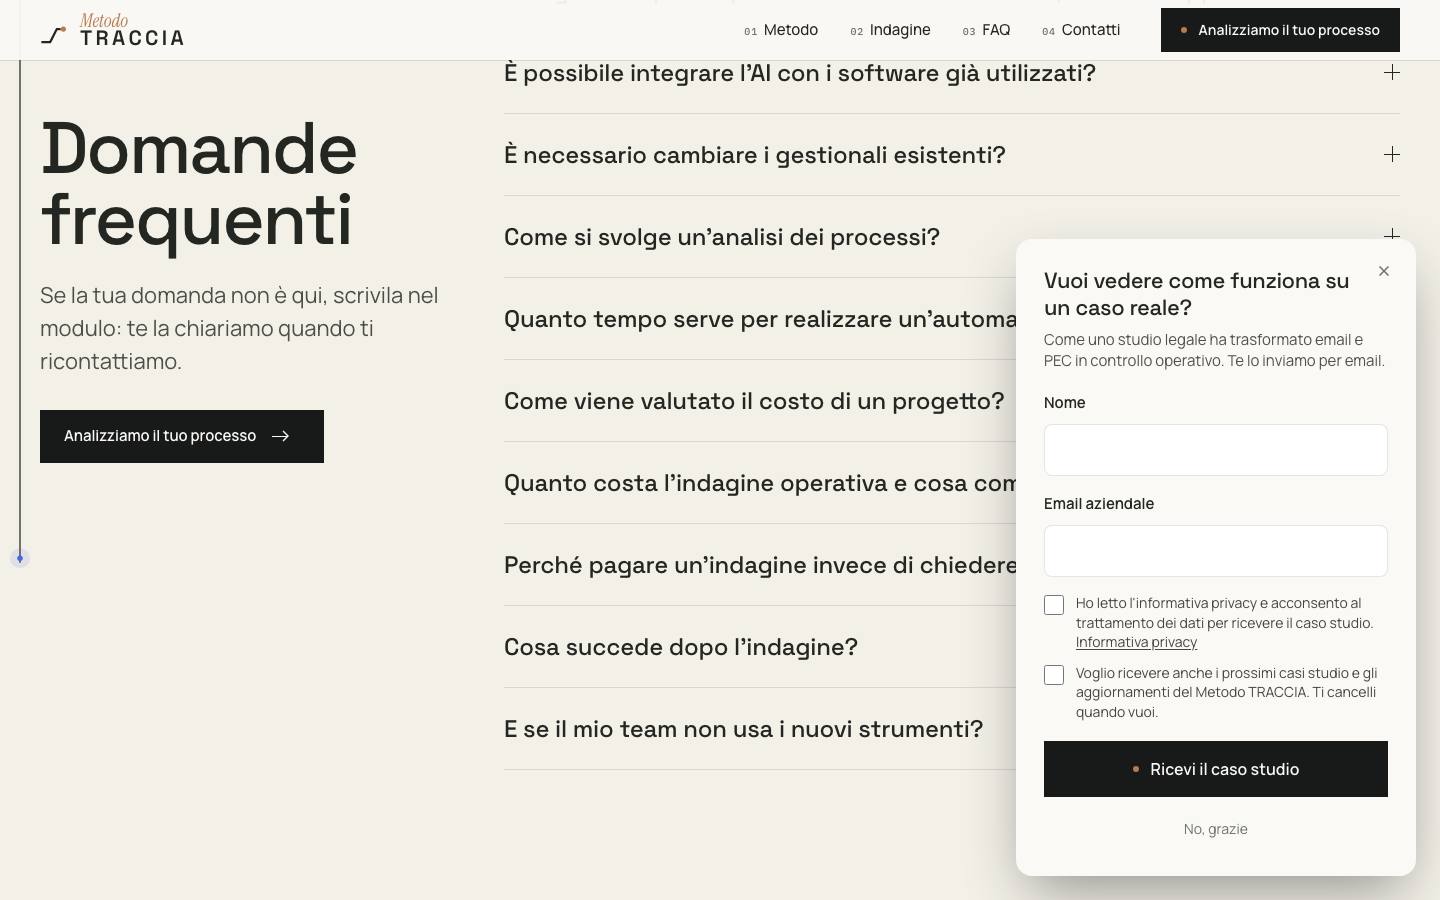 Metodo
TRACCIA
01 Metodo
02 Indagine
03 FAQ
04 Contatti
Analizziamo il tuo processo
Domande
frequenti
Se la tua domanda non è qui, scrivila nel
modulo: te la chiariamo quando ti
ricontattiamo.
Analizziamo il tuo processo
È possibile integrare l’AI con i software già utilizzati?
È necessario cambiare i gestionali esistenti?
Come si svolge un’analisi dei processi?
Quanto tempo serve per realizzare un’automa
Come viene valutato il costo di un progetto?
Quanto costa l’indagine operativa e cosa com
Perché pagare un’indagine invece di chiedere
Cosa succede dopo l’indagine?
E se il mio team non usa i nuovi strumenti?
Vuoi vedere come funziona su
un caso reale?
Come uno studio legale ha trasformato email e
PEC in controllo operativo. Te lo inviamo per email.
Nome
Email aziendale
Ho letto l'informativa privacy e acconsento al
trattamento dei dati per ricevere il caso studio.
Informativa privacy
Voglio ricevere anche i prossimi casi studio e gli
aggiornamenti del Metodo TRACCIA. Ti cancelli
quando vuoi.
Ricevi il caso studio
No, grazie